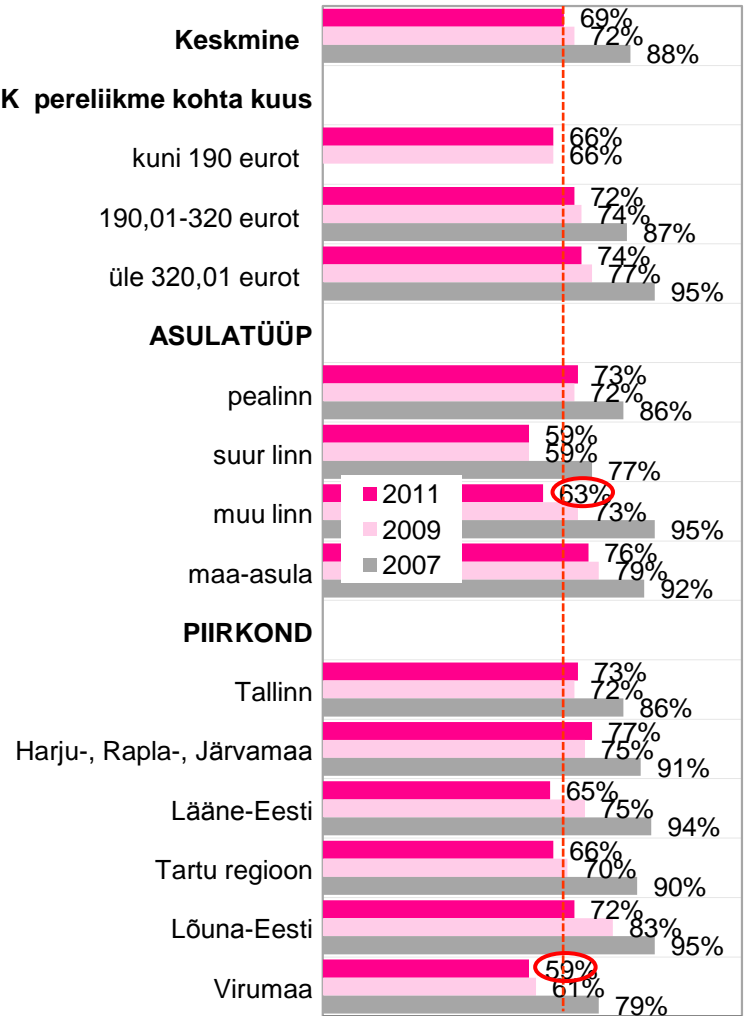 Keskmine 69% 72% 88%
K pereliikme kohta kuus
kuni 190 eurot 66% 66%
190,01-320 eurot 72% 74% 87%
üle 320,01 eurot 74% 77% 95%
ASULATÜÜP
pealinn 73% 72% 86%
suur linn 59% 59% 77%
muu linn 63% 73% 95%
maa-asula 76% 79% 92%
2011
2009
2007
PIIRKOND
Tallinn 73% 72% 86%
Harju-, Rapla-, Järvamaa 77% 75% 91%
Lääne-Eesti 65% 75% 94%
Tartu regioon 66% 70% 90%
Lõuna-Eesti 72% 83% 95%
Virumaa 59% 61% 79%